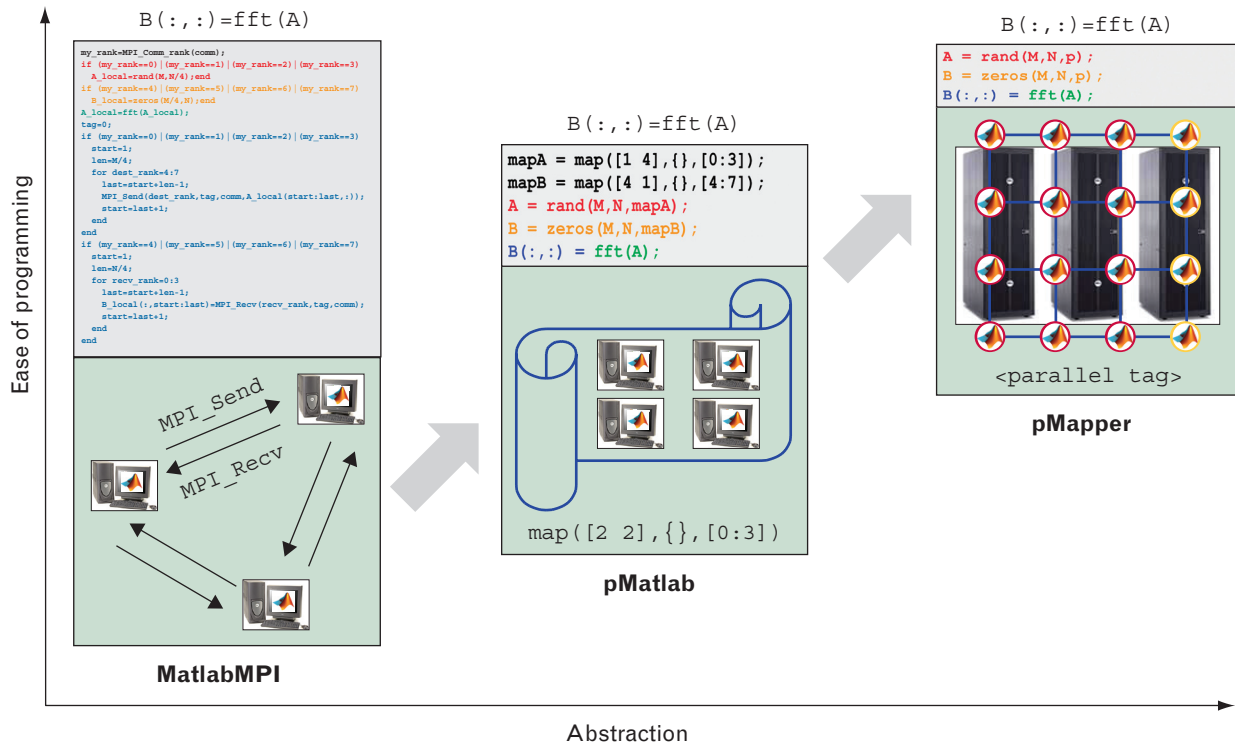 Ease of programming
B(:,:)=fft(A)
my_rank=MPI_Comm_rank(comm);
if (my_rank==0)|(my_rank==1)|(my_rank==2)|(my_rank==3)
A_local=rand(M,N/4);end
if (my_rank==4)|(my_rank==5)|(my_rank==6)|(my_rank==7)
B_local=zeros(M/4,N);end
A_local=fft(A_local);
tag=0;
if (my_rank==0)|(my_rank==1)|(my_rank==2)|(my_rank==3)
start=1;
len=M/4;
for dest_rank=4:7
last=start+len-1;
MPI_Send(dest_rank,tag,comm,A_local(start:last,:));
start=last+1;
end
end
if (my_rank==4)|(my_rank==5)|(my_rank==6)|(my_rank==7)
start=1;
len=N/4;
for recv_rank=0:3
last=start+len-1;
B_local(:,start:last)=MPI_Recv(recv_rank,tag,comm);
start=last+1;
end
end
MPI_Send
MPI_Recv
MatlabMPI
B(:,:)=fft(A)
mapA = map([1 4],{},[0:3]);
mapB = map([4 1],{},[4:7]);
A = rand(M,N,mapA);
B = zeros(M,N,mapB);
B(:,:) = fft(A);
map([2 2],{},[0:3])
pMatlab
B(:,:)=fft(A)
A = rand(M,N,p);
B = zeros(M,N,p);
B(:,:) = fft(A);
<parallel tag>
pMapper
Abstraction